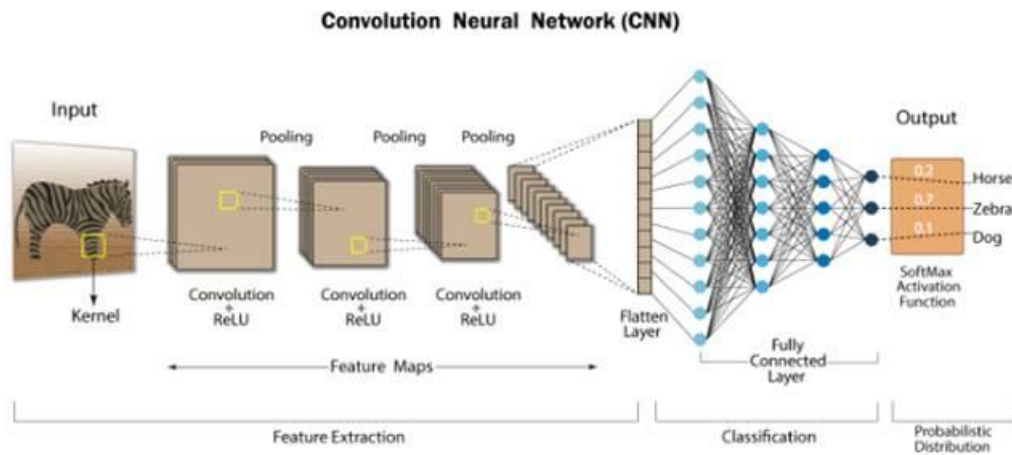 Convolution Neural Network (CNN)
Input
Kernel
Pooling
Pooling
Pooling
Convolution
+
ReLU
Convolution
+
ReLU
Convolution
+
ReLU
Feature Maps
Flatten
Layer
Fully
Connected
Layer
Output
0.2
0.7
0.1
Horse
Zebra
Dog
SoftMax
Activation
Function
Feature Extraction
Classification
Probabilistic
Distribution